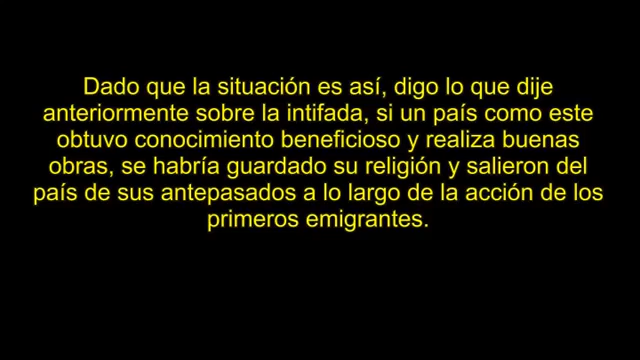 Dado que la situación es así, digo lo que dije
anteriormente sobre la intifada, si un país como este
obtuvo conocimiento beneficioso y realiza buenas
obras, se habría guardado su religión y salieron del
país de sus antepasados a lo largo de la acción de los
primeros emigrantes.